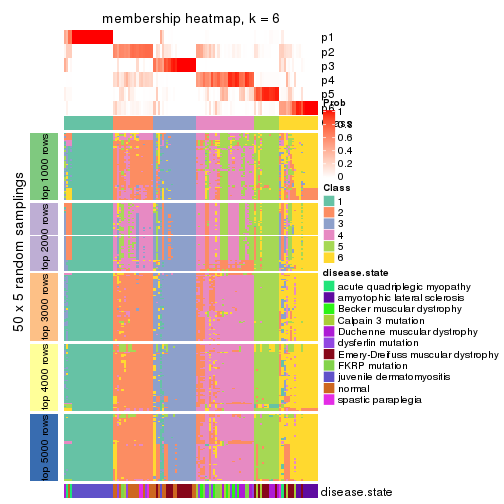 membership heatmap, k = 6
p1
p2
p3
p4
p5
p6
Prob
1
0.8
0.6
0.4
0.2
0
Class
1
2
3
4
5
6
50 x 5 random samplings
top 1000 rows
top 2000 rows
top 3000 rows
top 4000 rows
top 5000 rows
disease.state
acute quadriplegic myopathy
amyotophic lateral sclerosis
Becker muscular dystrophy
Calpain 3 mutation
Duchenne muscular dystrophy
dysferlin mutation
Emery-Dreifuss muscular dystrophy
FKRP mutation
juvenile dermatomyositis
normal
spastic paraplegia
disease.state